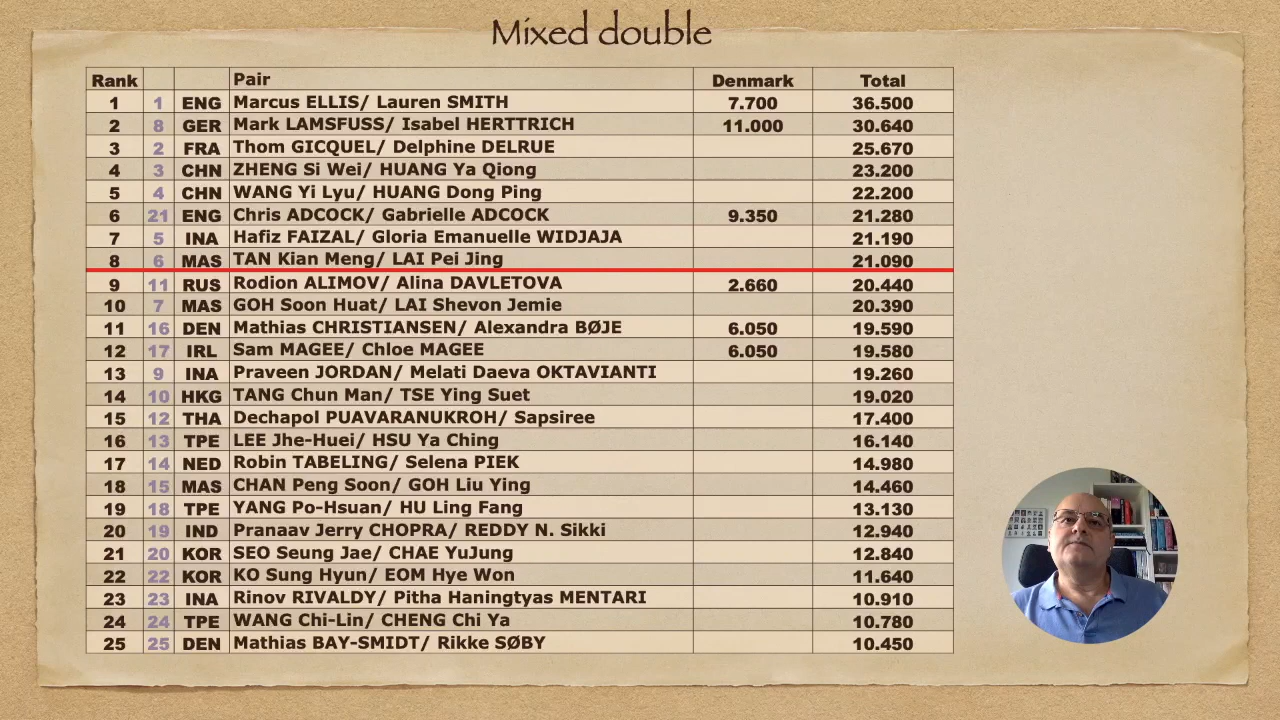 Mixed double
Rank Pair Denmark Total
1 1 ENG Marcus ELLIS/ Lauren SMITH 7.700 36.500
2 8 GER Mark LAMSFUSS/ Isabel HERTTRICH 11.000 30.640
3 2 FRA Thom GICQUEL/ Delphine DELRUE 25.670
4 3 CHN ZHENG Si Wei/ HUANG Ya Qiong 23.200
5 4 CHN WANG Yi Lyu/ HUANG Dong Ping 22.200
6 21 ENG Chris ADCOCK/ Gabrielle ADCOCK 9.350 21.280
7 5 INA Hafiz FAIZAL/ Gloria Emanuelle WIDJAJA 21.190
8 6 MAS TAN Kian Meng/ LAI Pei Jing 21.090
9 11 RUS Rodion ALIMOV/ Alina DAVLETOVA 2.660 20.440
10 7 MAS GOH Soon Huat/ LAI Shevon Jemie 20.390
11 16 DEN Mathias CHRISTIANSEN/ Alexandra BØJE 6.050 19.590
12 17 IRL Sam MAGEE/ Chloe MAGEE 6.050 19.580
13 9 INA Praveen JORDAN/ Melati Daeva OKTAVIANTI 19.260
14 10 HKG TANG Chun Man/ TSE Ying Suet 19.020
15 12 THA Dechapol PUAVARANUKROH/ Sapsiree 17.400
16 13 TPE LEE Jhe-Huei/ HSU Ya Ching 16.140
17 14 NED Robin TABELING/ Selena PIEK 14.980
18 15 MAS CHAN Peng Soon/ GOH Liu Ying 14.460
19 18 TPE YANG Po-Hsuan/ HU Ling Fang 13.130
20 19 IND Pranaav Jerry CHOPRA/ REDDY N. Sikki 12.940
21 20 KOR SEO Seung Jae/ CHAE YuJung 12.840
22 22 KOR KO Sung Hyun/ EOM Hye Won 11.640
23 23 INA Rinov RIVALDY/ Pitha Haningtyas MENTARI 10.910
24 24 TPE WANG Chi-Lin/ CHENG Chi Ya 10.780
25 25 DEN Mathias BAY-SMIDT/ Rikke SØBY 10.450